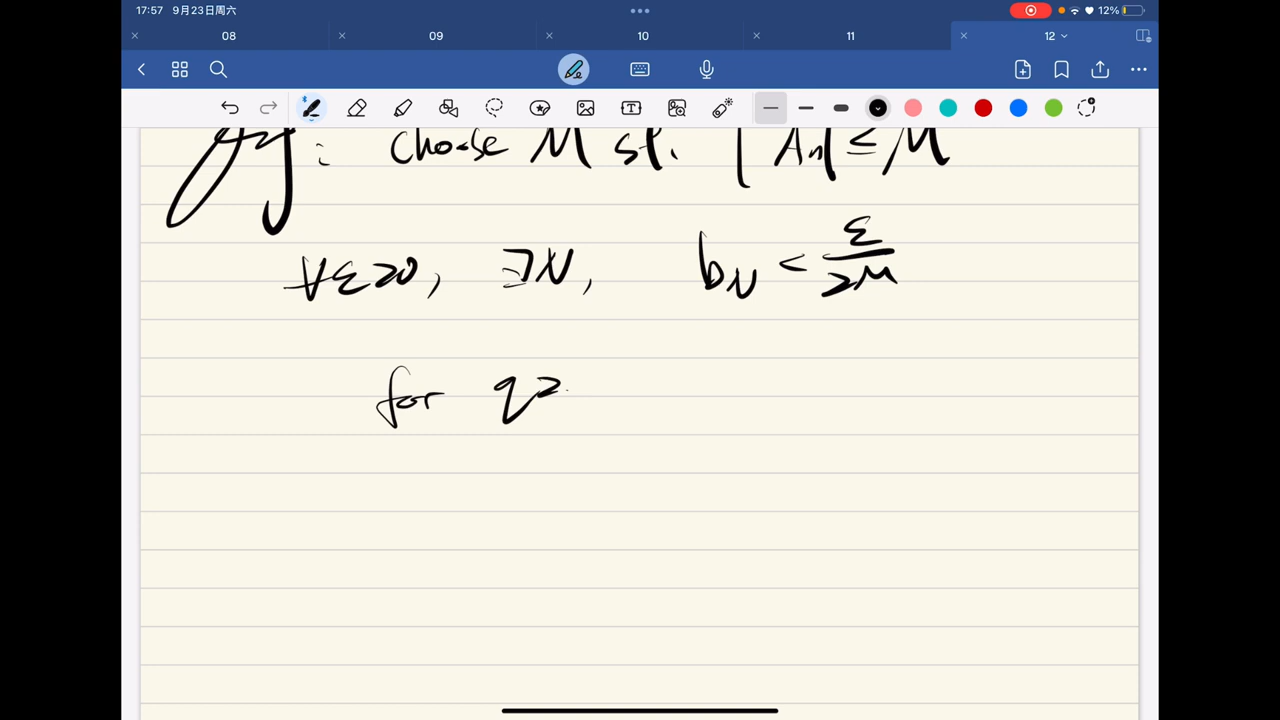 17:57 9月23日周六 12%
08 09 10 11 12
pf: choose M st. |An| ≤ M
∀ε>0, ∃N, bN < ε/2M
for q≥